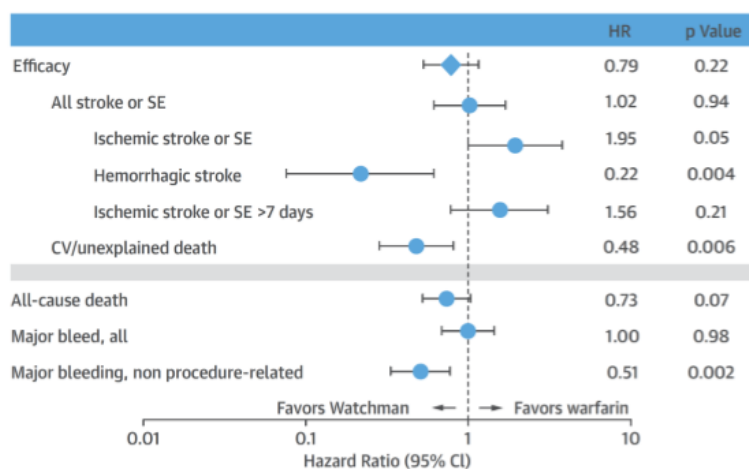 HR p Value
Efficacy 0.79 0.22
All stroke or SE 1.02 0.94
Ischemic stroke or SE 1.95 0.05
Hemorrhagic stroke 0.22 0.004
Ischemic stroke or SE >7 days 1.56 0.21
CV/unexplained death 0.48 0.006
All-cause death 0.73 0.07
Major bleed, all 1.00 0.98
Major bleeding, non procedure-related 0.51 0.002
Favors Watchman ← → Favors warfarin
0.01 0.1 1 10
Hazard Ratio (95% CI)